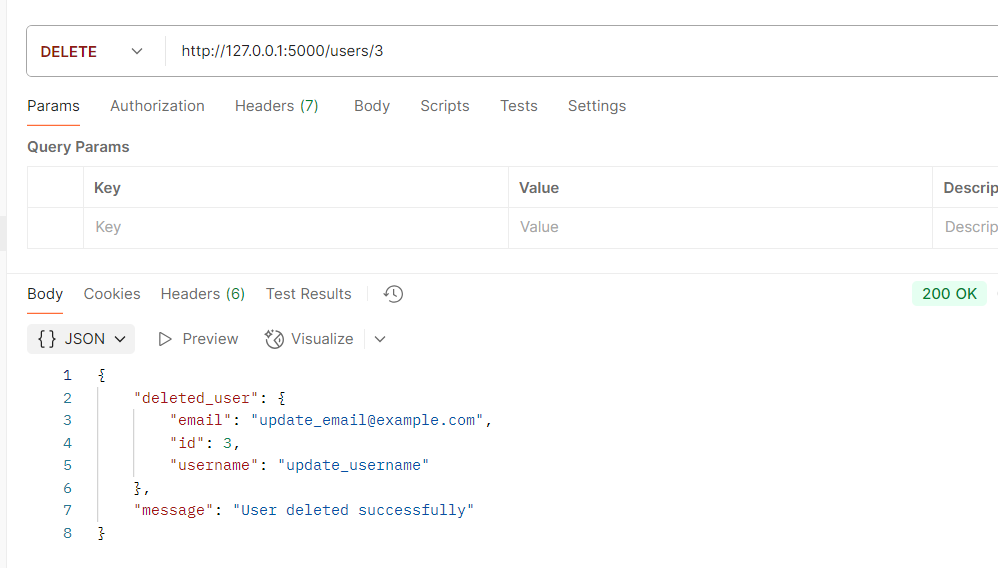 DELETE http://127.0.0.1:5000/users/3
Params Authorization Headers (7) Body Scripts Tests Settings
Query Params
Key Value Descrip
Key Value Descrip
Body Cookies Headers (6) Test Results 200 OK
{} JSON Preview Visualize
1 {
2 "deleted_user": {
3 "email": "update_email@example.com",
4 "id": 3,
5 "username": "update_username"
6 },
7 "message": "User deleted successfully"
8 }